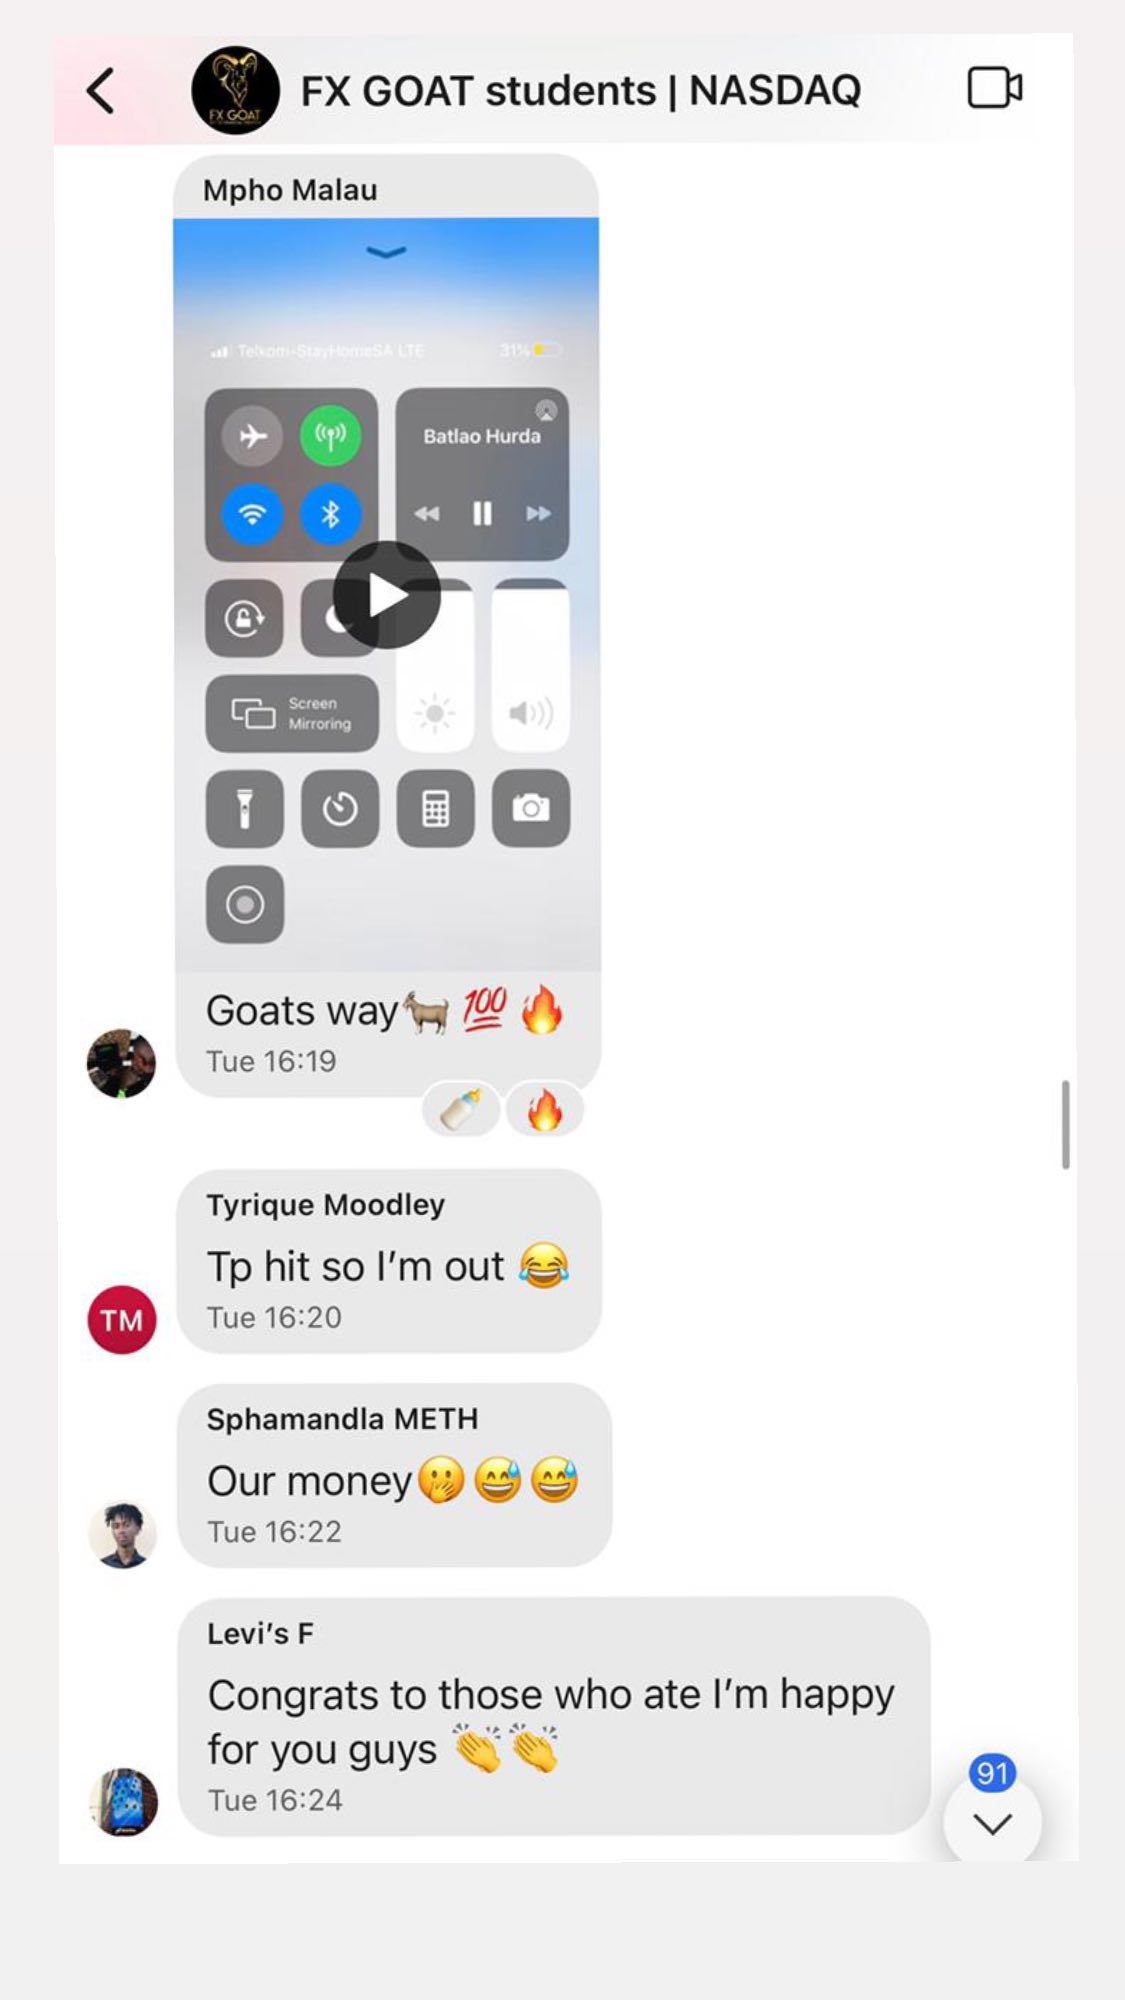 FX GOAT
FX GOAT students | NASDAQ
Mpho Malau
Telkom-StayHomeSA LTE 31%
Batlao Hurda
Screen
Mirroring
Goats way🐐 💯 🔥
Tue 16:19
🍼 🔥
Tyrique Moodley
Tp hit so I'm out 😂
TM
Tue 16:20
Sphamandla METH
Our money🤭😅😅
Tue 16:22
Levi's F
Congrats to those who ate I'm happy
for you guys 👏👏
Tue 16:24
91